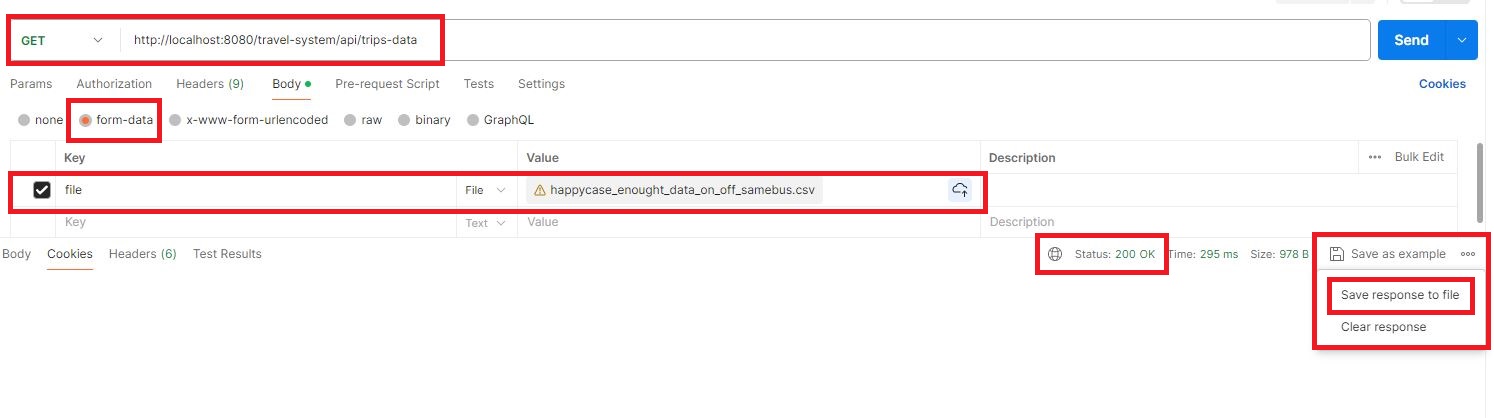 GET http://localhost:8080/travel-system/api/trips-data Send
Params Authorization Headers (9) Body Pre-request Script Tests Settings Cookies
none form-data x-www-form-urlencoded raw binary GraphQL
Key Value Description ••• Bulk Edit
file File happycase_enought_data_on_off_samebus.csv
Key Text Value Description
Body Cookies Headers (6) Test Results Status: 200 OK Time: 295 ms Size: 978 B Save as example
Save response to file
Clear response